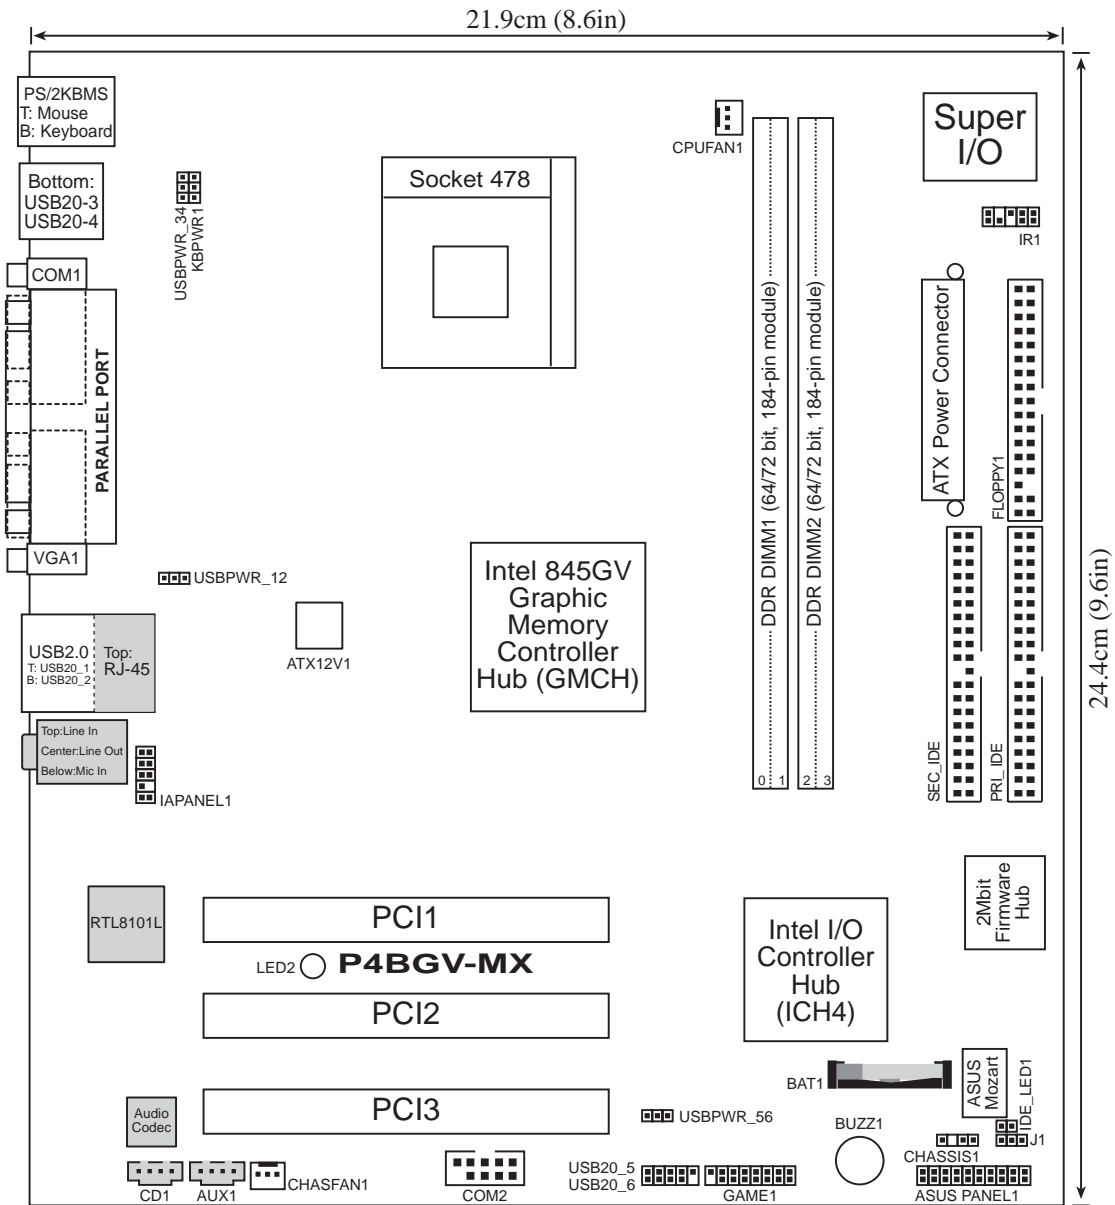 21.9cm (8.6in)
PS/2KBMS
T: Mouse
B: Keyboard
CPUFAN1
Super
I/O
Bottom:
USB20-3
USB20-4
USBPWR_34
KBPWR1
Socket 478
IR1
COM1
PARALLEL PORT
VGA1
DDR DIMM1 (64/72 bit, 184-pin module)
DDR DIMM2 (64/72 bit, 184-pin module)
0 1
2 3
ATX Power Connector
FLOPPY1
24.4cm (9.6in)
USBPWR_12
ATX12V1
Intel 845GV
Graphic
Memory
Controller
Hub (GMCH)
USB2.0
T: USB20_1
B: USB20_2
Top:
RJ-45
Top:Line In
Center:Line Out
Below:Mic In
IAPANEL1
SEC_IDE
PRI_IDE
RTL8101L
PCI1
LED2
P4BGV-MX
PCI2
PCI3
Intel I/O
Controller
Hub
(ICH4)
2Mbit
Firmware
Hub
BAT1
ASUS
Mozart
IDE_LED1
J1
Audio
Codec
USBPWR_56
BUZZ1
CHASSIS1
CD1
AUX1
CHASFAN1
COM2
USB20_5
USB20_6
GAME1
ASUS PANEL1